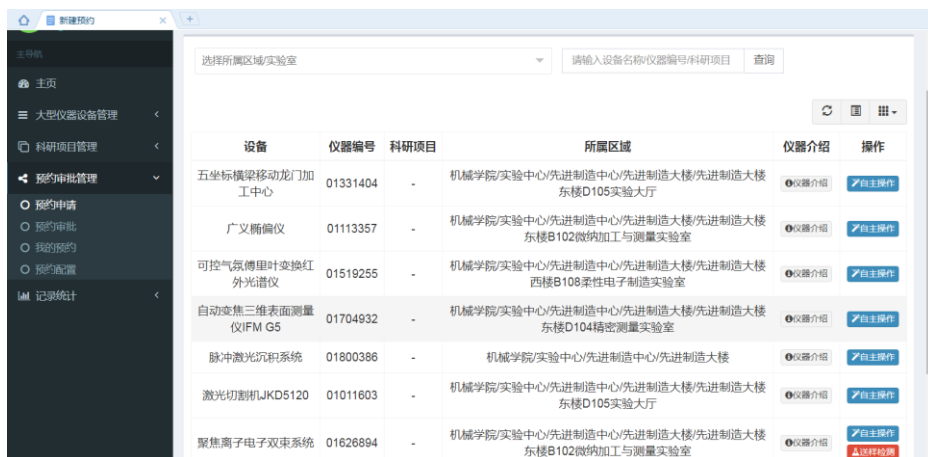 新建预约
主导航
选择所属区域/实验室
请输入设备名称/仪器编号/科研项目
查询
主页
大型仪器设备管理
科研项目管理
预约审批管理
预约申请
预约审批
我的预约
预约配置
记录统计
设备 仪器编号 科研项目 所属区域 仪器介绍 操作
五坐标横梁移动龙门加
工中心
01331404 -
机械学院/实验中心/先进制造中心/先进制造大楼/先进制造大楼
东楼D105实验大厅
仪器介绍 自主操作
广义椭偏仪 01113357 -
机械学院/实验中心/先进制造中心/先进制造大楼/先进制造大楼
东楼B102微纳加工与测量实验室
仪器介绍 自主操作
可控气氛傅里叶变换红
外光谱仪
01519255 -
机械学院/实验中心/先进制造中心/先进制造大楼/先进制造大楼
西楼B108柔性电子制造实验室
仪器介绍 自主操作
自动变焦三维表面测量
仪IFM G5
01704932 -
机械学院/实验中心/先进制造中心/先进制造大楼/先进制造大楼
东楼D104精密测量实验室
仪器介绍 自主操作
脉冲激光沉积系统 01800386 - 机械学院/实验中心/先进制造中心/先进制造大楼 仪器介绍 自主操作
激光切割机JKD5120 01011603 -
机械学院/实验中心/先进制造中心/先进制造大楼/先进制造大楼
东楼D105实验大厅
仪器介绍 自主操作
聚焦离子电子双束系统 01626894 -
机械学院/实验中心/先进制造中心/先进制造大楼/先进制造大楼
东楼B102微纳加工与测量实验室
仪器介绍 自主操作
送样检测